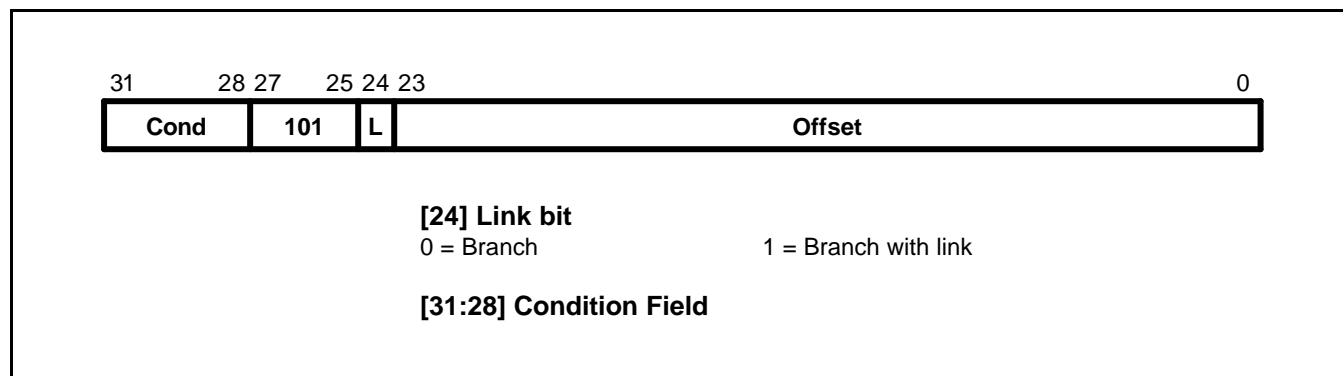 31 28 27 25 24 23 0
Cond 101 L Offset
[24] Link bit
0 = Branch 1 = Branch with link
[31:28] Condition Field